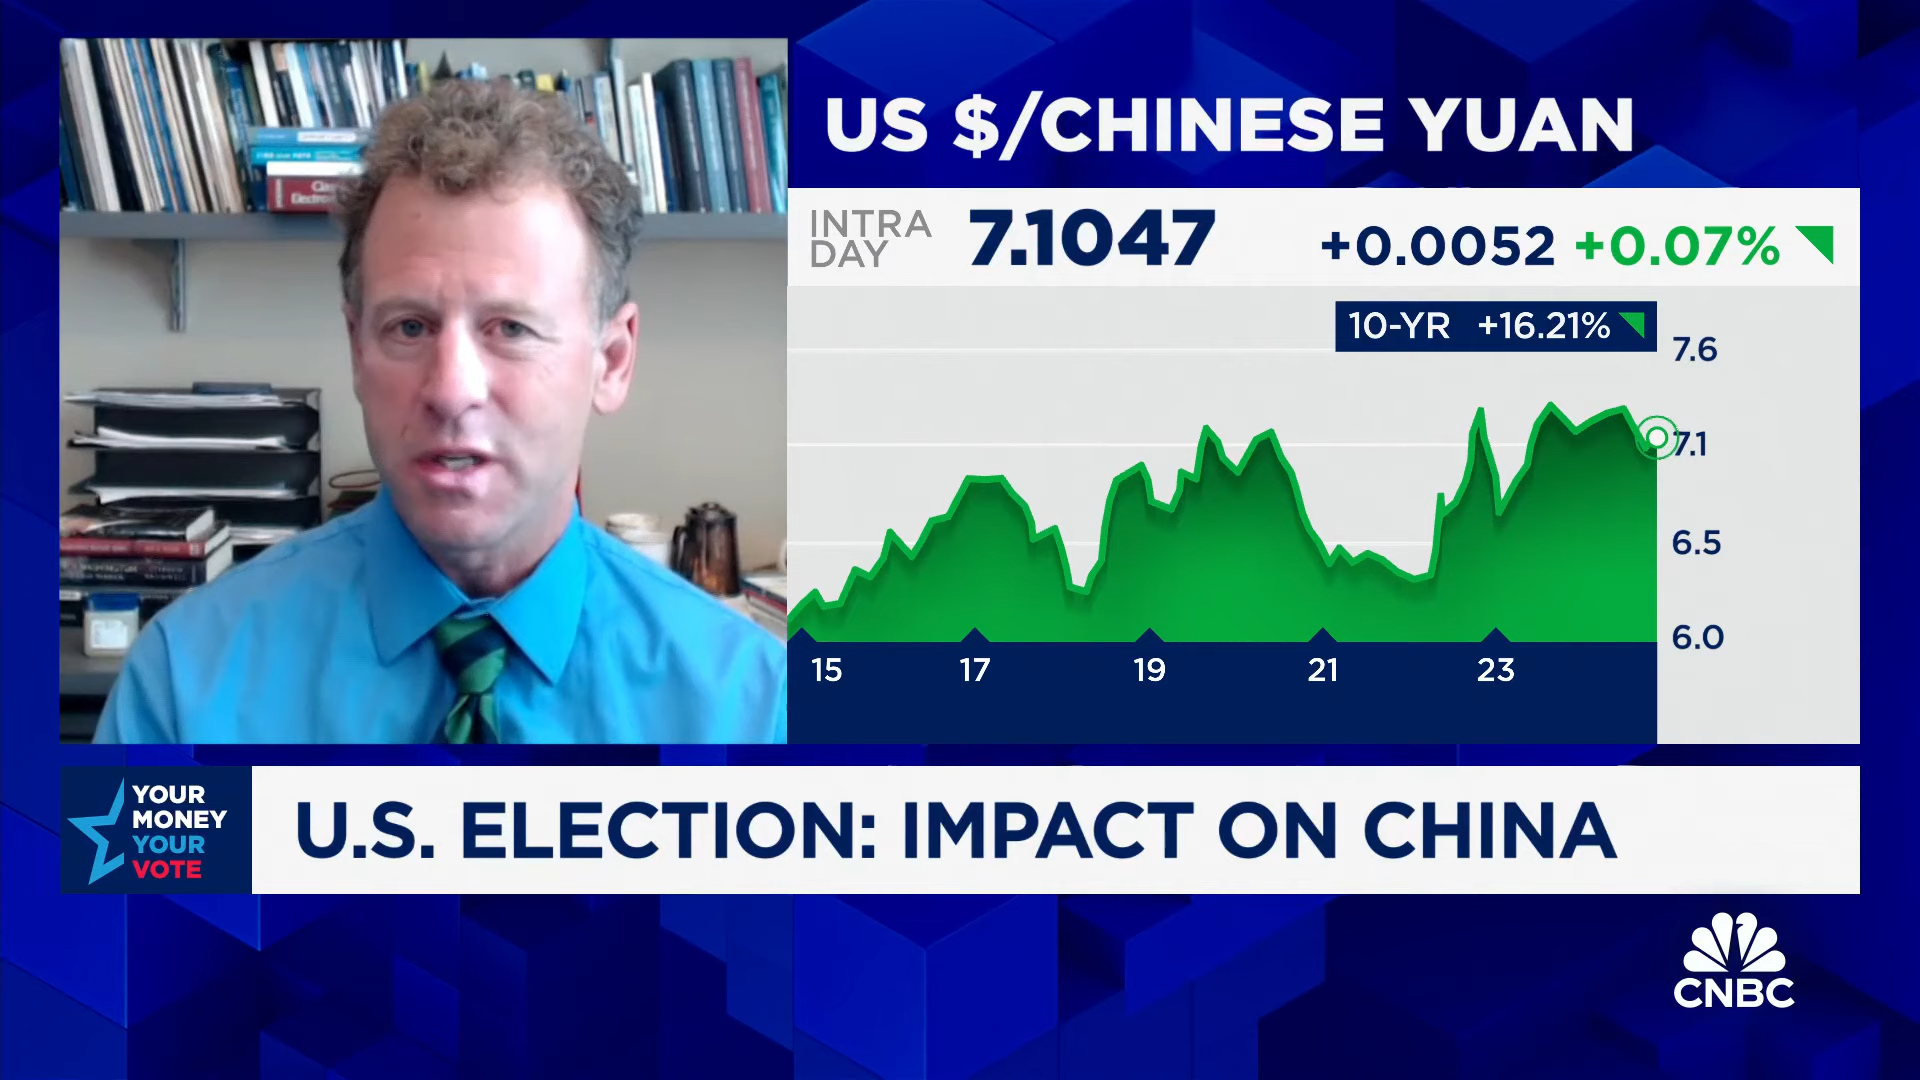 US $/CHINESE YUAN
INTRA
DAY
7.1047 +0.0052 +0.07%
10-YR +16.21%
7.6
7.1
6.5
6.0
15 17 19 21 23
YOUR
MONEY
YOUR
VOTE
U.S. ELECTION: IMPACT ON CHINA
CNBC